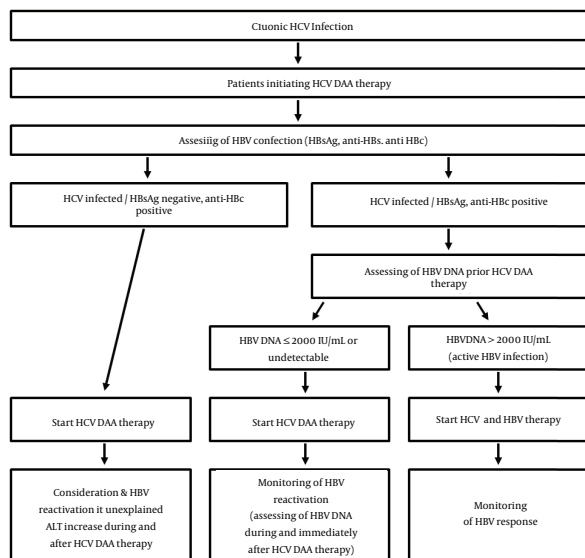 Cɪuonic HCV Infection
Patients initiating HCV DAA therapy
Assesiiig of HBV confection (HBsAg, anti-HBs. anti HBc)
HCV infected / HBsAg negative, anti-HBc
positive
HCV infected / HBsAg, anti-HBc positive
Assessing of HBV DNA prior HCV DAA
therapy
HBV DNA ≤ 2000 IU/mL or
undetectable
HBVDNA > 2000 IU/mL
(active HBV infection)
Start HCV DAA therapy
Start HCV DAA therapy
Start HCV and HBV therapy
Consideration & HBV
reactivation it unexplained
ALT increase during and
after HCV DAA therapy
Monitoring of HBV
reactivation
(assessing of HBV DNA
during and immediately
after HCV DAA therapy)
Monitoring
of HBV response